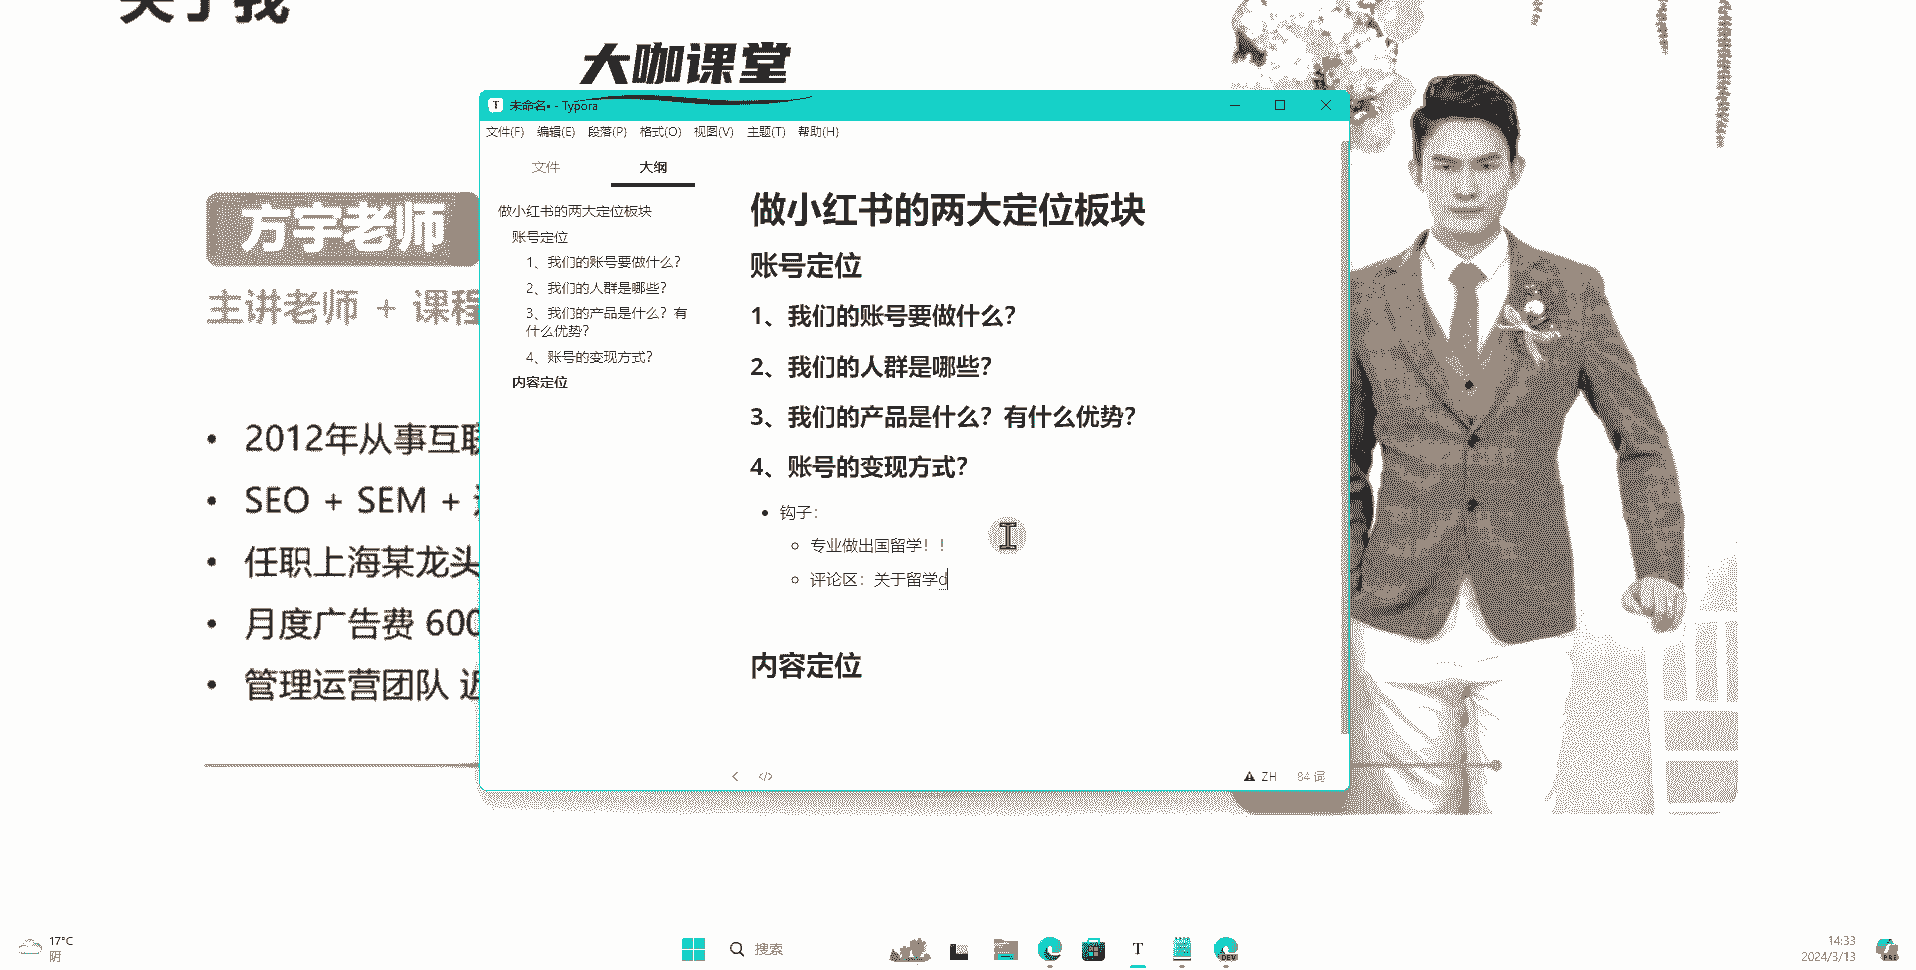 关于我
大咖课堂
方宇老师
主讲老师 + 课程
• 2012年从事互联
• SEO + SEM +
• 任职上海某龙头
• 月度广告费 600
• 管理运营团队 近
未命名• - Typora
文件(F) 编辑(E) 段落(P) 格式(O) 视图(V) 主题(T) 帮助(H)
文件 大纲
做小红书的两大定位板块
账号定位
1、我们的账号要做什么?
2、我们的人群是哪些?
3、我们的产品是什么? 有
什么优势?
4、账号的变现方式?
内容定位
做小红书的两大定位板块
账号定位
1、我们的账号要做什么?
2、我们的人群是哪些?
3、我们的产品是什么? 有什么优势?
4、账号的变现方式?
• 钩子:
专业做出国留学! !
评论区: 关于留学d
内容定位
</> ZH 84 词
17°C
阴
搜索
T
DEV
14:33
2024/3/13
PRE